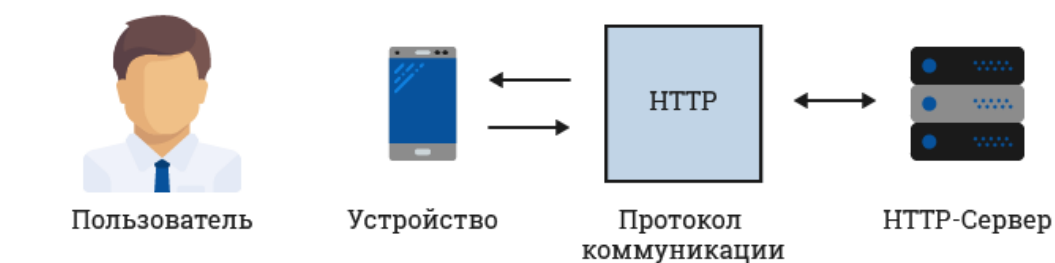 HTTP
Пользователь
Устройство
Протокол
коммуникации
HTTP-Сервер